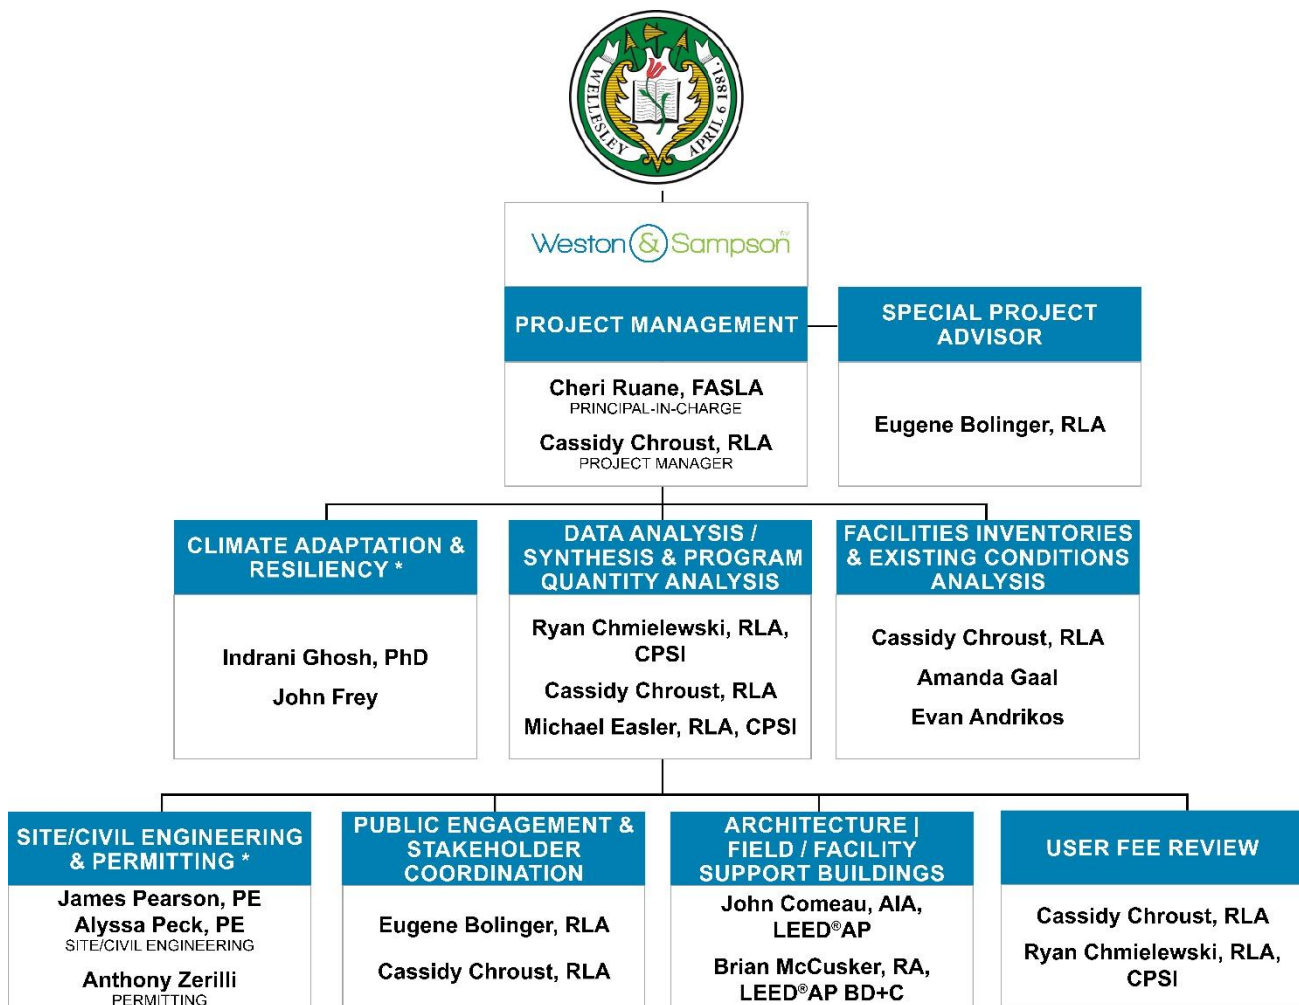 WELLESLEY
APRIL 6 1881.
Weston & Sampson
PROJECT MANAGEMENT
Cheri Ruane, FASLA
PRINCIPAL-IN-CHARGE
Cassidy Chroust, RLA
PROJECT MANAGER
SPECIAL PROJECT
ADVISOR
Eugene Bolinger, RLA
CLIMATE ADAPTATION &
RESILIENCY *
Indrani Ghosh, PhD
John Frey
DATA ANALYSIS /
SYNTHESIS & PROGRAM
QUANTITY ANALYSIS
Ryan Chmielewski, RLA,
CPSI
Cassidy Chroust, RLA
Michael Easler, RLA, CPSI
FACILITIES INVENTORIES
& EXISTING CONDITIONS
ANALYSIS
Cassidy Chroust, RLA
Amanda Gaal
Evan Andrikos
SITE/CIVIL ENGINEERING
& PERMITTING *
James Pearson, PE
Alyssa Peck, PE
SITE/CIVIL ENGINEERING
Anthony Zerilli
PERMITTING
PUBLIC ENGAGEMENT &
STAKEHOLDER
COORDINATION
Eugene Bolinger, RLA
Cassidy Chroust, RLA
ARCHITECTURE |
FIELD / FACILITY
SUPPORT BUILDINGS
John Comeau, AIA,
LEED®AP
Brian McCusker, RA,
LEED®AP BD+C
USER FEE REVIEW
Cassidy Chroust, RLA
Ryan Chmielewski, RLA,
CPSI